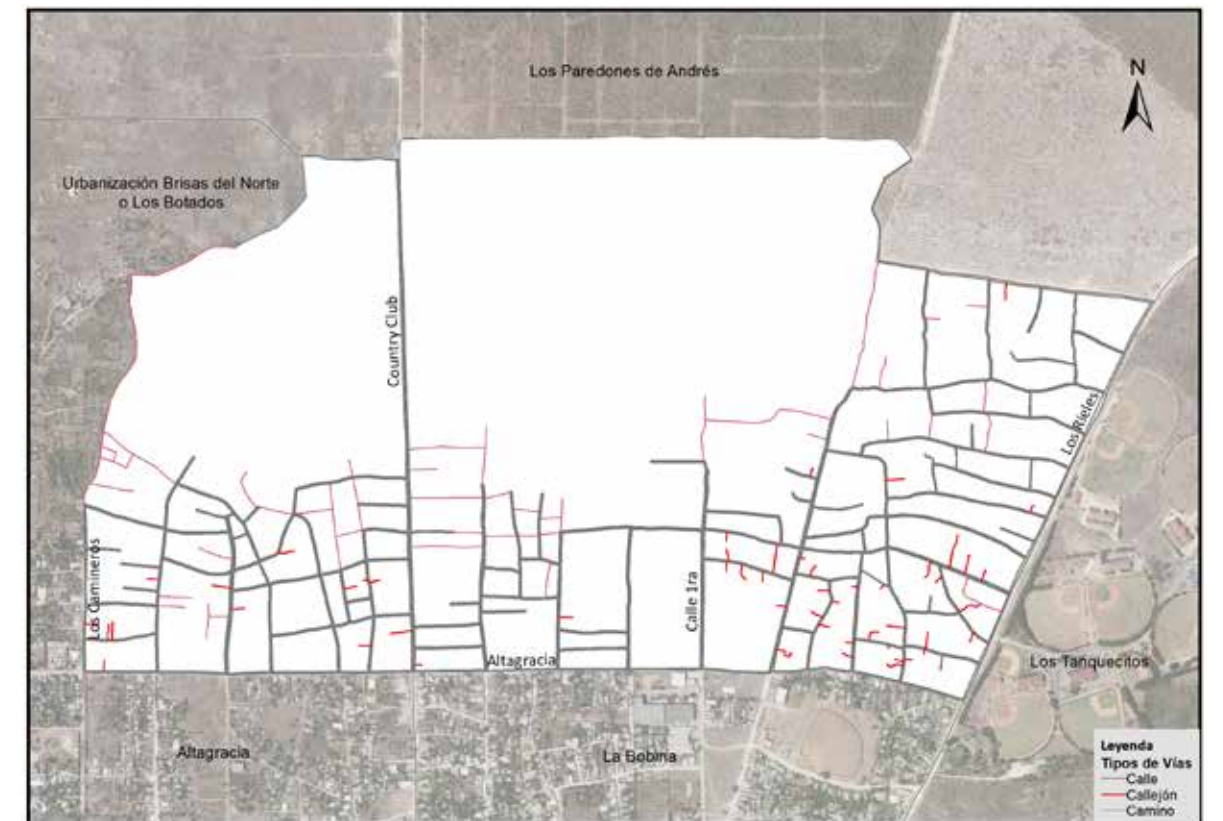 Los Paredones de Andrés
N
Urbanización Brisas del Norte
o Los Botados
Country Club
Los Rieles
Los Camineros
Calle 1ra
Altagracia
Los Tanquecitos
Altagracia
La Bobina
Leyenda
Tipos de Vías
Calle
Callejón
Camino